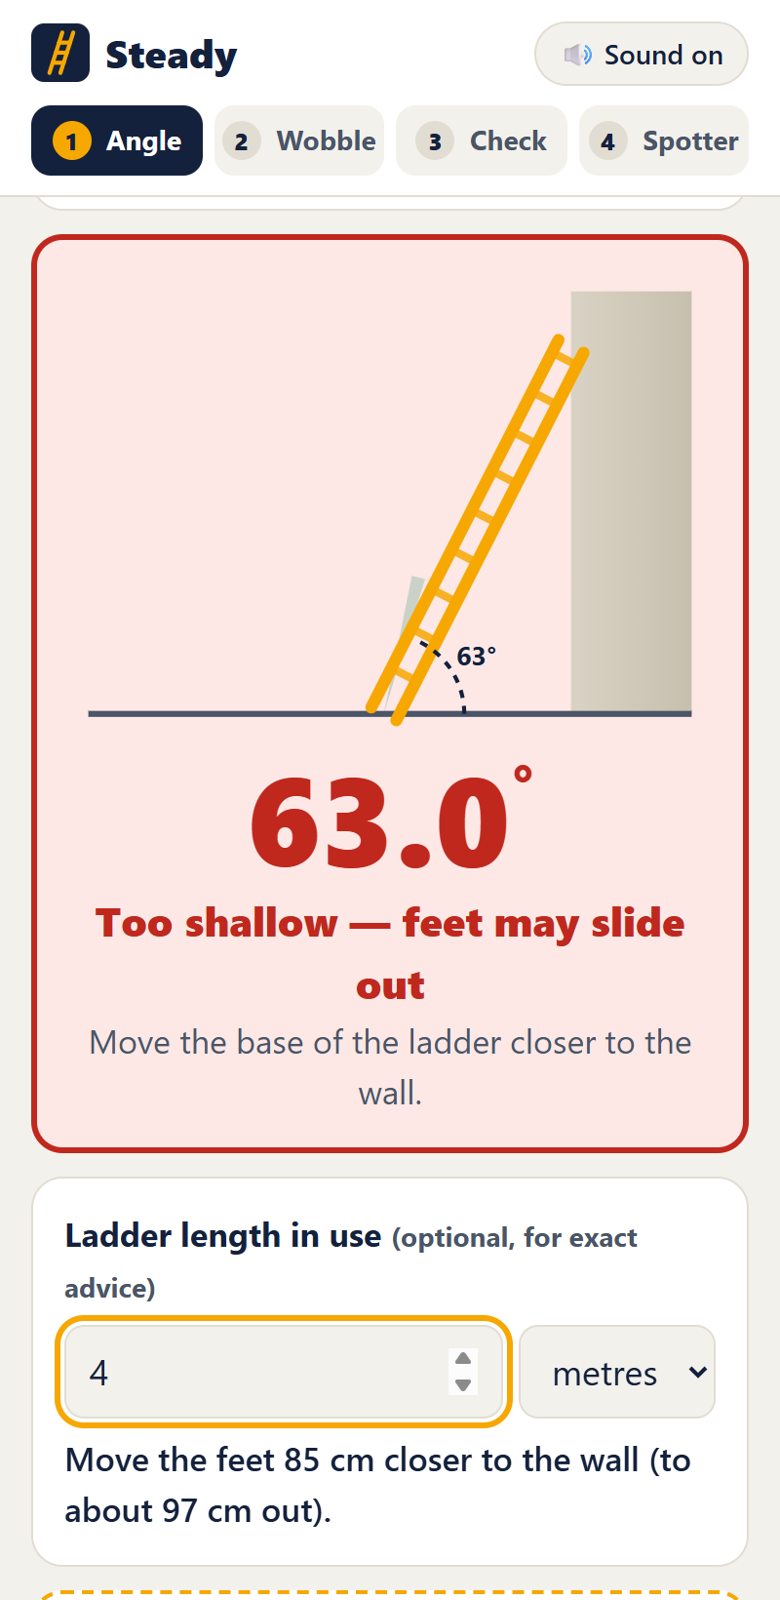 Steady
🔊 Sound on
1 Angle
2 Wobble
3 Check
4 Spotter
63°
63.0°
Too shallow — feet may slide
out
Move the base of the ladder closer to the
wall.
Ladder length in use (optional, for exact
advice)
4
metres
Move the feet 85 cm closer to the wall (to
about 97 cm out).